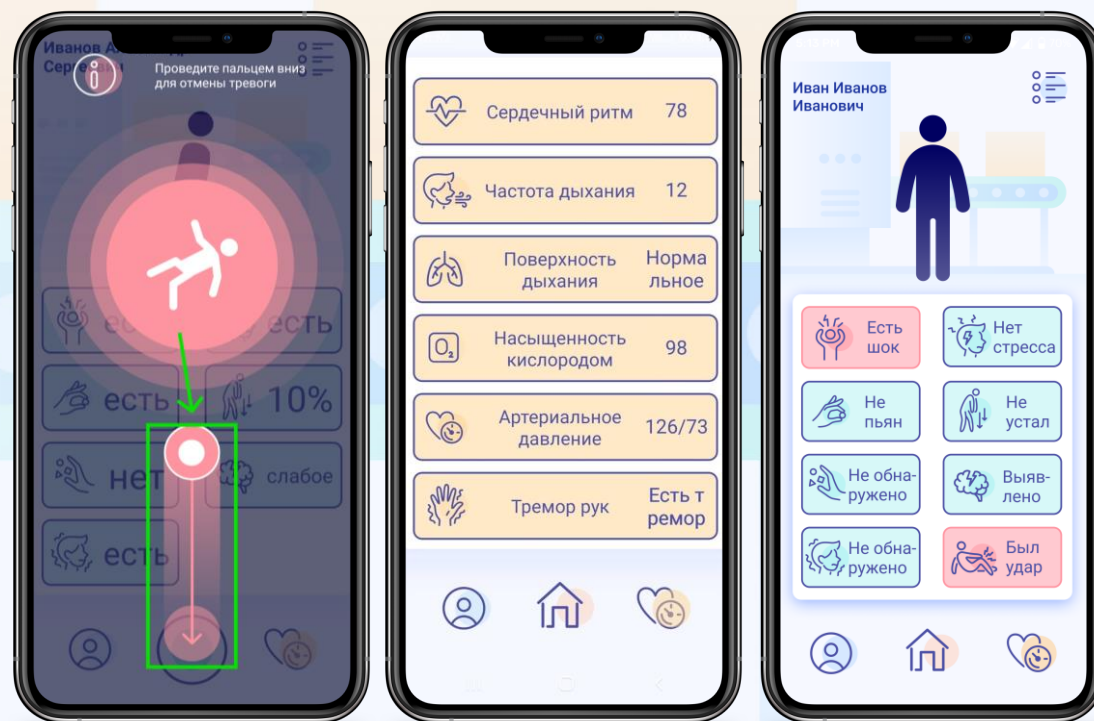 Иванов
Проведите пальцем вниз
для отмены тревоги
есть
есть
10%
нет
слабое
есть
Сердечный ритм 78
Частота дыхания 12
Поверхность Норма
дыхания льное
O₂
Насыщенность
кислородом 98
Артериальное
давление 126/73
Тремор рук Есть т
ремор
Иван Иванов
Иванович
Есть
шок
Нет
стресса
Не
пьян
Не
устал
Не обна-
ружено
Выяв-
лено
Не обна-
ружено
Был
удар